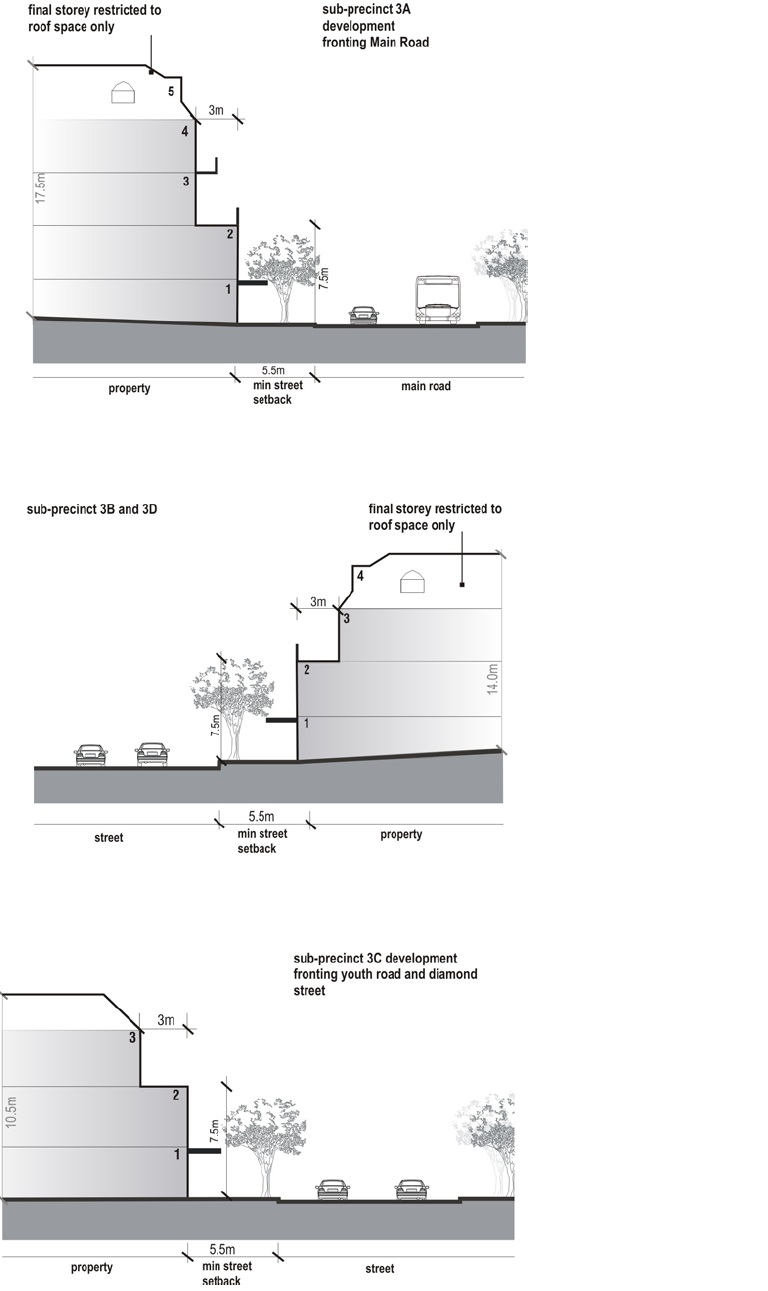 final storey restricted to
roof space only
sub-precinct 3A
development
fronting Main Road
5
3m
4
3
17.5m
2
7.5m
1
5.5m
property
min street
setback
main road
sub-precinct 3B and 3D
final storey restricted to
roof space only
4
3m
3
2
14.0m
7.5m
1
5.5m
street
min street
setback
property
sub-precinct 3C development
fronting youth road and diamond
street
3m
3
2
10.5m
7.5m
1
5.5m
property
min street
setback
street